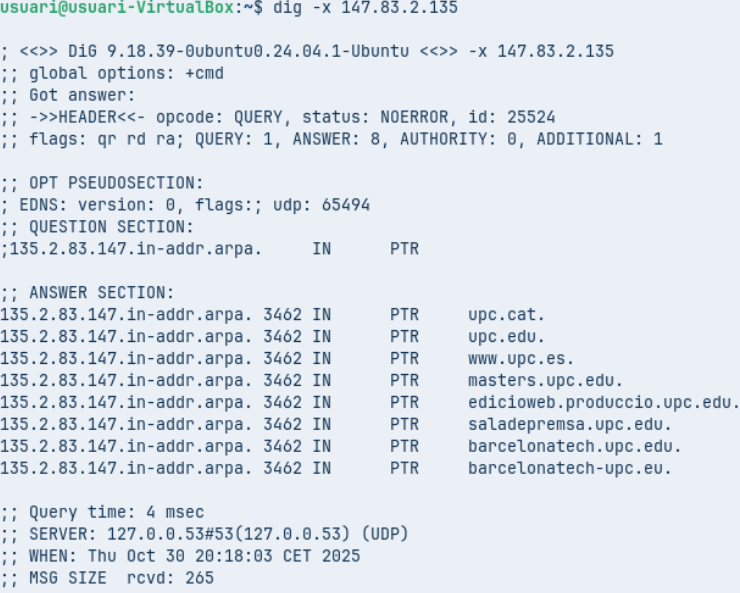 usuari@usuari-VirtualBox:~$ dig -x 147.83.2.135

; <<>> DiG 9.18.39-0ubuntu0.24.04.1-Ubuntu <<>> -x 147.83.2.135
;; global options: +cmd
;; Got answer:
;; ->>HEADER<<- opcode: QUERY, status: NOERROR, id: 25524
;; flags: qr rd ra; QUERY: 1, ANSWER: 8, AUTHORITY: 0, ADDITIONAL: 1

;; OPT PSEUDOSECTION:
; EDNS: version: 0, flags:; udp: 65494
;; QUESTION SECTION:
;135.2.83.147.in-addr.arpa.     IN      PTR

;; ANSWER SECTION:
135.2.83.147.in-addr.arpa. 3462 IN      PTR     upc.cat.
135.2.83.147.in-addr.arpa. 3462 IN      PTR     upc.edu.
135.2.83.147.in-addr.arpa. 3462 IN      PTR     www.upc.es.
135.2.83.147.in-addr.arpa. 3462 IN      PTR     masters.upc.edu.
135.2.83.147.in-addr.arpa. 3462 IN      PTR     edicioweb.produccio.upc.edu.
135.2.83.147.in-addr.arpa. 3462 IN      PTR     saladepremsa.upc.edu.
135.2.83.147.in-addr.arpa. 3462 IN      PTR     barcelonatech.upc.edu.
135.2.83.147.in-addr.arpa. 3462 IN      PTR     barcelonatech-upc.eu.

;; Query time: 4 msec
;; SERVER: 127.0.0.53#53(127.0.0.53) (UDP)
;; WHEN: Thu Oct 30 20:18:03 CET 2025
;; MSG SIZE  rcvd: 265